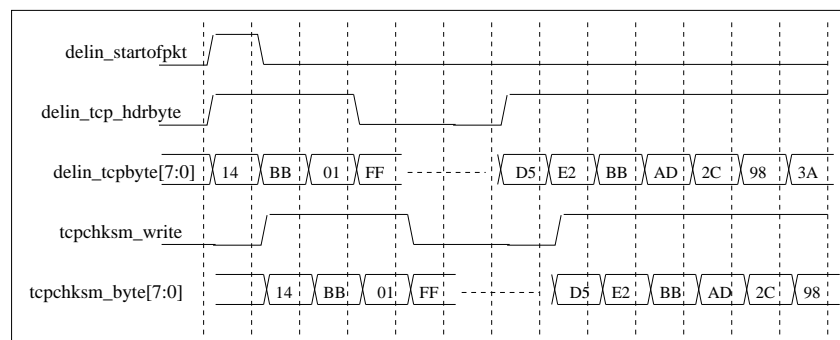 delin_startofpkt
delin_tcp_hdrbyte
delin_tcpbyte[7:0] 14 BB 01 FF D5 E2 BB AD 2C 98 3A
tcpchksm_write
tcpchksm_byte[7:0] 14 BB 01 FF D5 E2 BB AD 2C 98